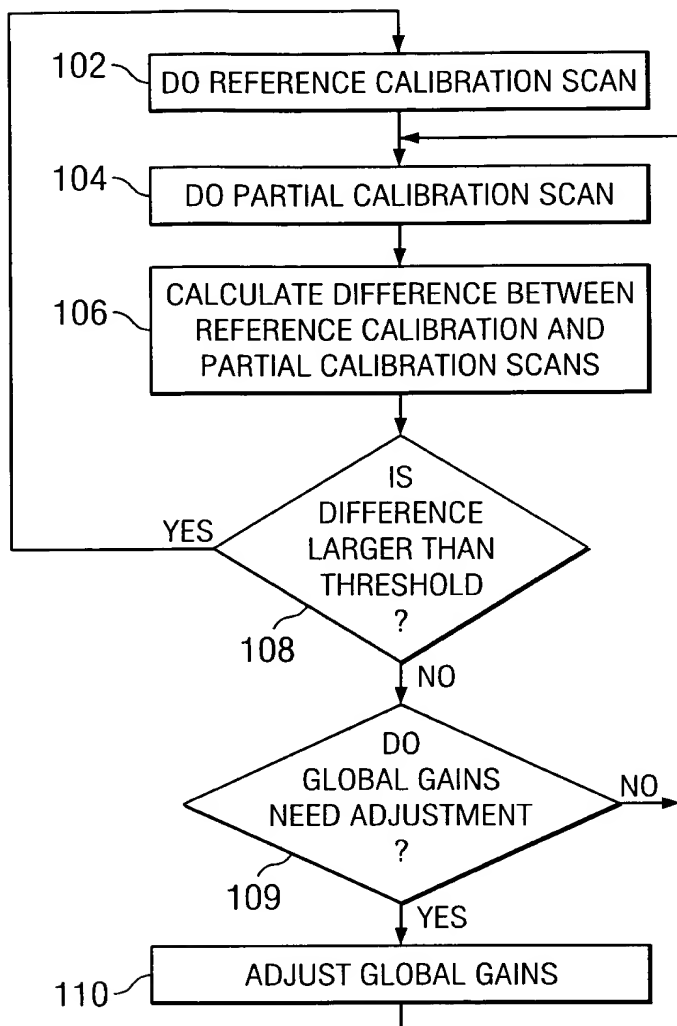 102
DO REFERENCE CALIBRATION SCAN
104
DO PARTIAL CALIBRATION SCAN
106
CALCULATE DIFFERENCE BETWEEN
REFERENCE CALIBRATION AND
PARTIAL CALIBRATION SCANS
IS
DIFFERENCE
LARGER THAN
THRESHOLD
?
YES
108
NO
DO
GLOBAL GAINS
NEED ADJUSTMENT
?
NO
109
YES
ADJUST GLOBAL GAINS
110